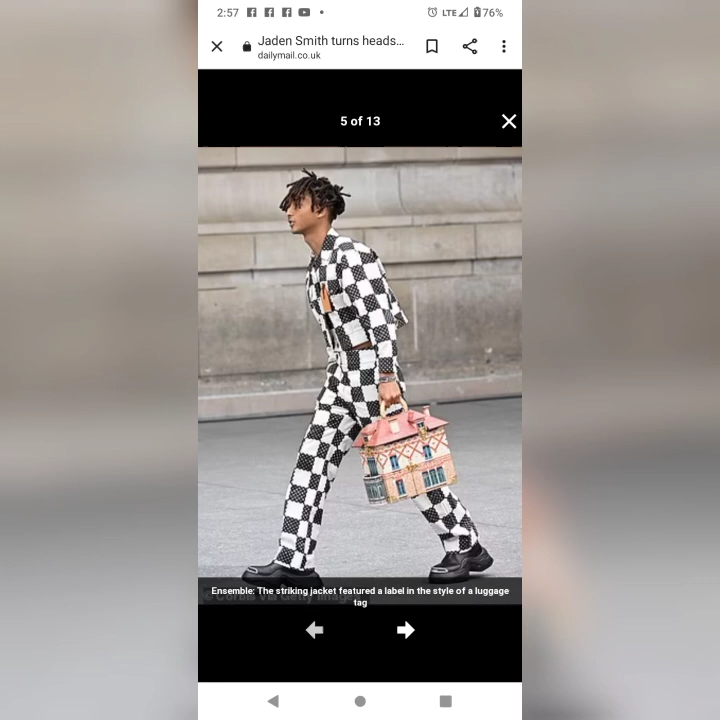 2:57
LTE 76%
Jaden Smith turns heads...
dailymail.co.uk
5 of 13
Ensemble: The striking jacket featured a label in the style of a luggage
tag